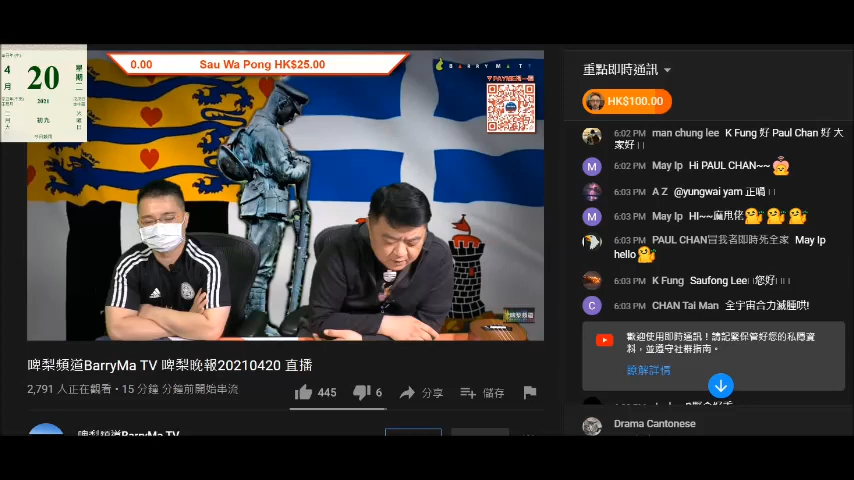 4
月
20
星
期
二
2021
初九
0.00 Sau Wa Pong HK$25.00
BARRYMA TV
啤梨頻道BarryMa TV 啤梨晚報20210420 直播
2,791 人正在觀看 • 15 分鐘 分鐘前開始串流
445
6
分享
儲存
啤梨頻道BarryMa TV
重點即時通訊
HK$100.00
6:02 PM man chung lee K Fung 好 Paul Chan 好 大
家好
M 6:02 PM May Ip Hi PAUL CHAN~~
6:03 PM A Z @yungwai yam 正喎
M 6:03 PM May Ip HI~~魔甩佬
6:03 PM PAUL CHAN冒我者即時死全家 May Ip
hello
6:03 PM K Fung Saufong Lee 您好
C 6:03 PM CHAN Tai Man 全宇宙合力滅腫哄!
歡迎使用即時通訊！請記緊保管好您的私隱資
料，並遵守社群指南。
瞭解詳情
Drama Cantonese